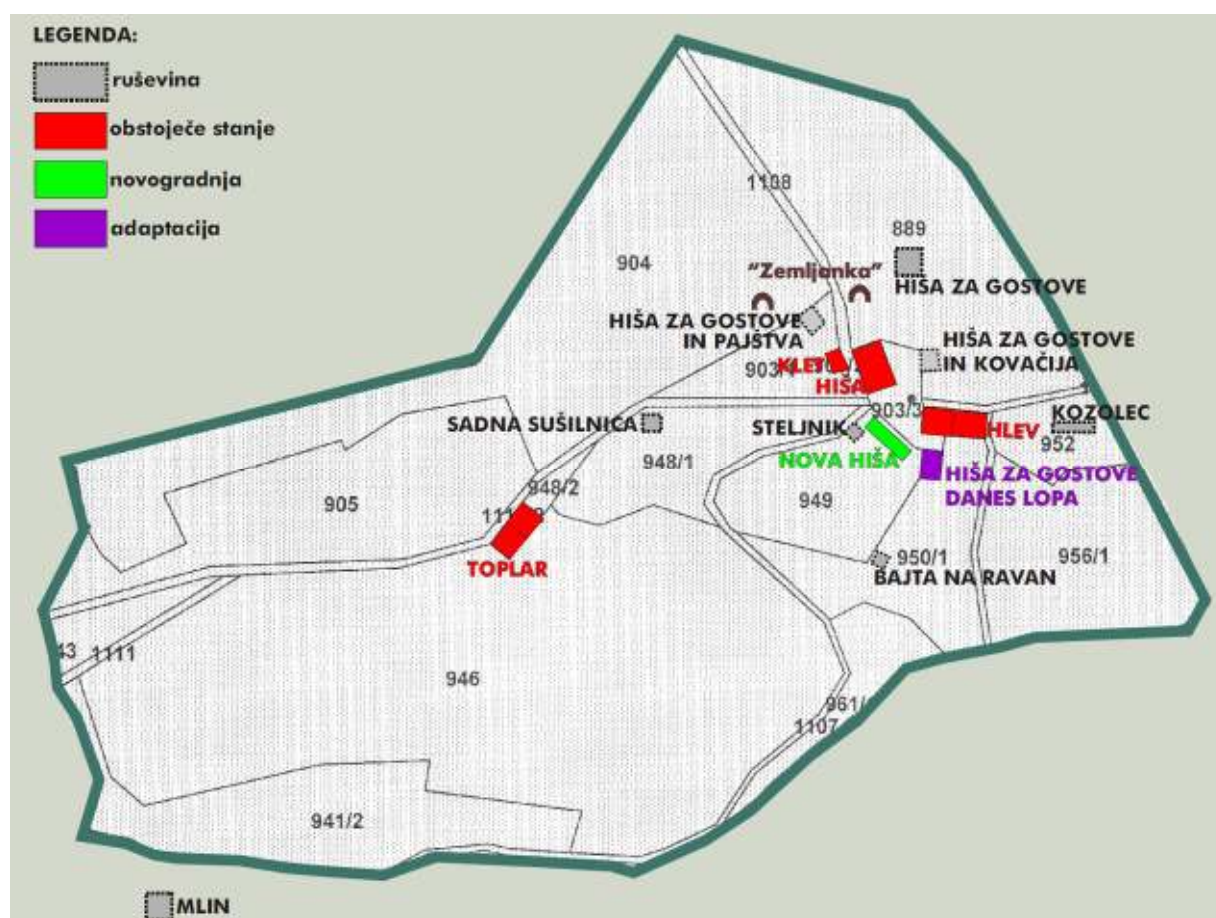 LEGENDA:
ruševina
obstoječe stanje
novogradnja
adaptacija
1108
889
904
"Zemljanka"
HIŠA ZA GOSTOVE
HIŠA ZA GOSTOVE
IN PAJŠTVA
HIŠA ZA GOSTOVE
IN KOVAČIJA
KLET
HIŠA
903/3
SADNA SUŠILNICA
STELJNIK
HLEV
KOZOLEC
952
NOVA HIŠA
948/1
HIŠA ZA GOSTOVE
DANES LOPA
948/2
905
949
TOPLAR
950/1
956/1
BAJTA NA RAVAN
1111
946
961/
1107
941/2
MLIN